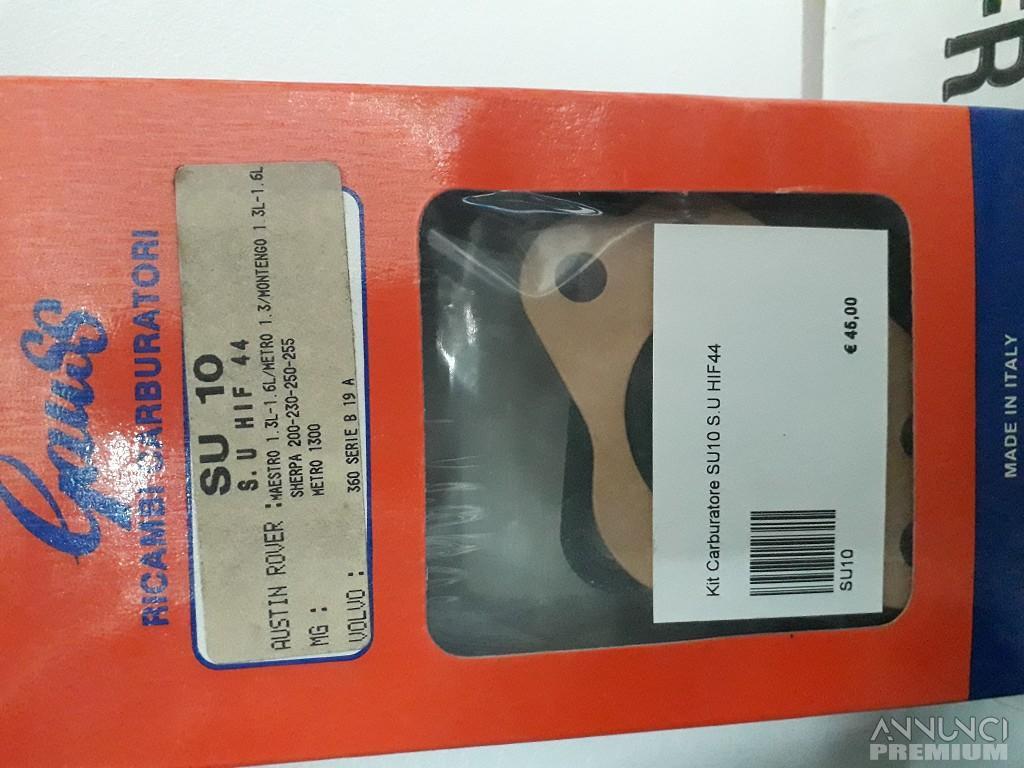 Gauss
RICAMBI CARBURATORI
SU 10
S.U HIF 44
AUSTIN ROVER :MAESTRO 1.3L-1.6L/METRO 1.3/MONTENGO 1.3L-1.6L
SHERPA 200-230-250-255
MG : METRO 1300
VOLVO : 360 SERIE B 19 A
Kit Carburatore SU10 S.U HIF44
SU10
€ 45,00
MADE IN ITALY
ER
ANNUNCI
PREMIUM